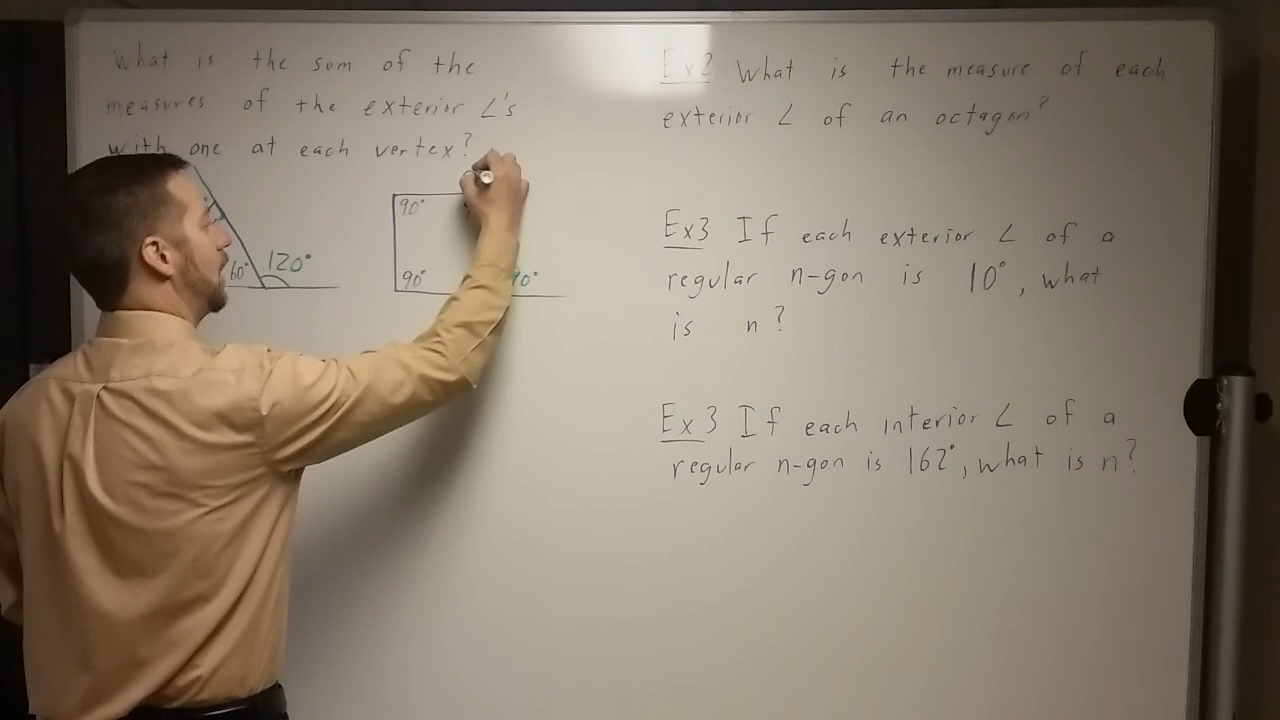 What is the sum of the
measures of the exterior ∠'s
with one at each vertex?
60° 120°
90°
90° 90°
Ex2 What is the measure of each
exterior ∠ of an octagon?
Ex3 If each exterior ∠ of a
regular n-gon is 10°, what
is n?
Ex3 If each interior ∠ of a
regular n-gon is 162°, what is n?